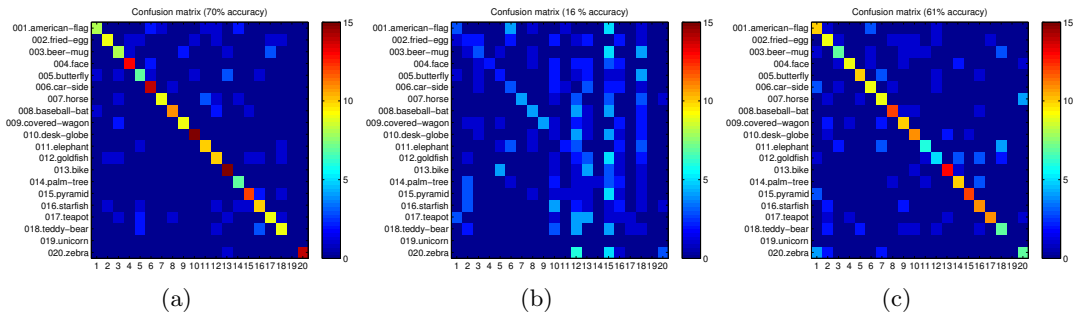 Confusion matrix (70% accuracy)
001.american-flag
002.fried-egg
003.beer-mug
004.face
005.butterfly
006.car-side
007.horse
008.baseball-bat
009.covered-wagon
010.desk-globe
011.elephant
012.goldfish
013.bike
014.palm-tree
015.pyramid
016.starfish
017.teapot
018.teddy-bear
019.unicorn
020.zebra
1 2 3 4 5 6 7 8 9 10 11 12 13 14 15 16 17 18 19 20
15
10
5
0
(a)
Confusion matrix (16 % accuracy)
001.american-flag
002.fried-egg
003.beer-mug
004.face
005.butterfly
006.car-side
007.horse
008.baseball-bat
009.covered-wagon
010.desk-globe
011.elephant
012.goldfish
013.bike
014.palm-tree
015.pyramid
016.starfish
017.teapot
018.teddy-bear
019.unicorn
020.zebra
1 2 3 4 5 6 7 8 9 10 11 12 13 14 15 16 17 18 19 20
15
10
5
0
(b)
Confusion matrix (61% accuracy)
001.american-flag
002.fried-egg
003.beer-mug
004.face
005.butterfly
006.car-side
007.horse
008.baseball-bat
009.covered-wagon
010.desk-globe
011.elephant
012.goldfish
013.bike
014.palm-tree
015.pyramid
016.starfish
017.teapot
018.teddy-bear
019.unicorn
020.zebra
1 2 3 4 5 6 7 8 9 10 11 12 13 14 15 16 17 18 19 20
15
10
5
0
(c)